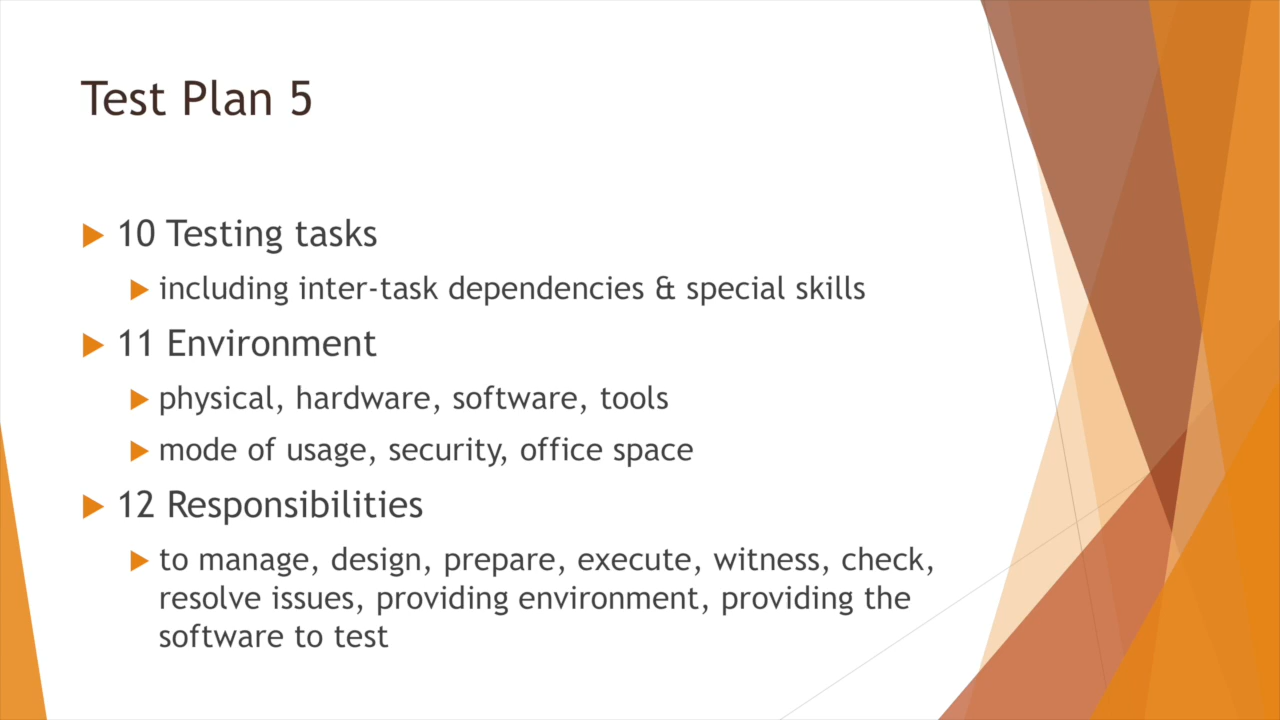 Test Plan 5
10 Testing tasks
including inter-task dependencies & special skills
11 Environment
physical, hardware, software, tools
mode of usage, security, office space
12 Responsibilities
to manage, design, prepare, execute, witness, check,
resolve issues, providing environment, providing the
software to test